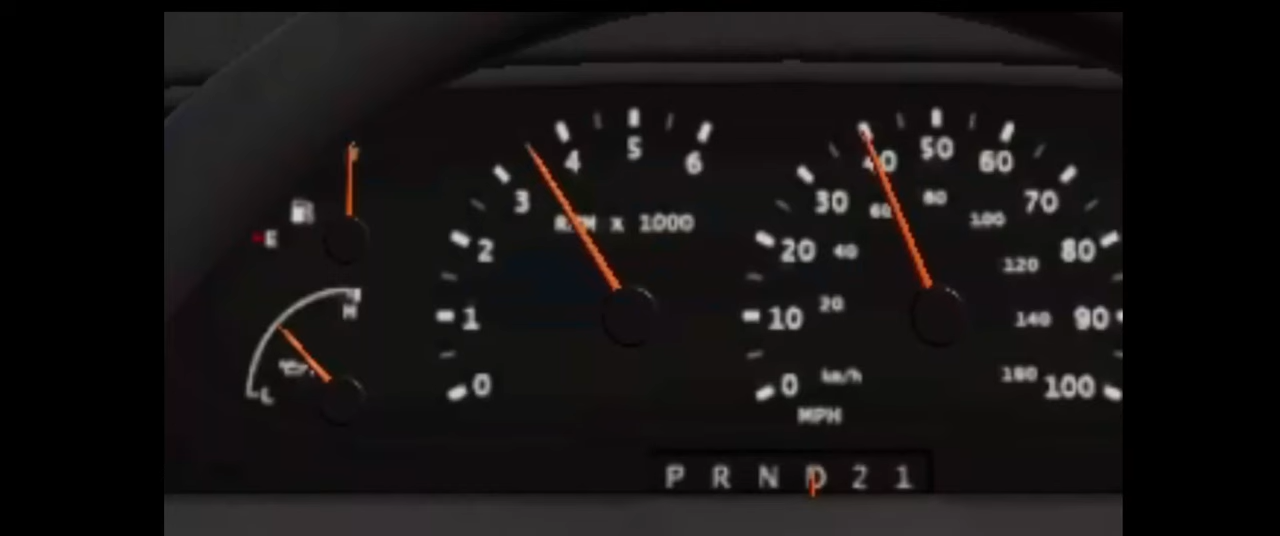 4 5 6
3
RPM x 1000
2
1
0
40 50 60
30 70
20 80
10 90
0 100
MPH
60 80 100
40 120
20 140
km/h 160
E
H
L
P R N D 2 1